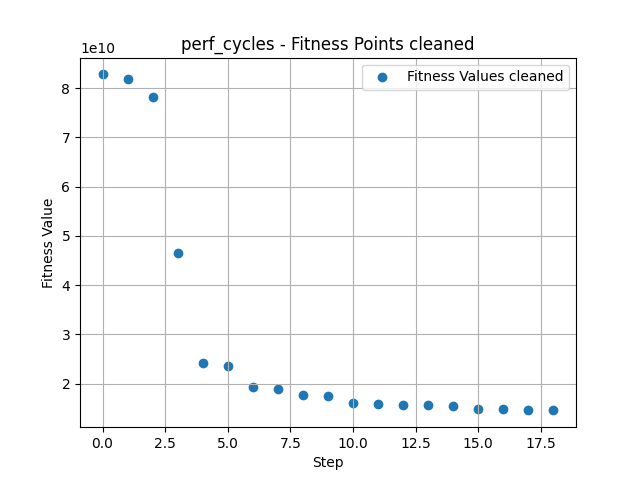 perf_cycles - Fitness Points cleaned
1e10
Fitness Values cleaned
8
7
6
5
4
3
2
Fitness Value
0.0 2.5 5.0 7.5 10.0 12.5 15.0 17.5
Step